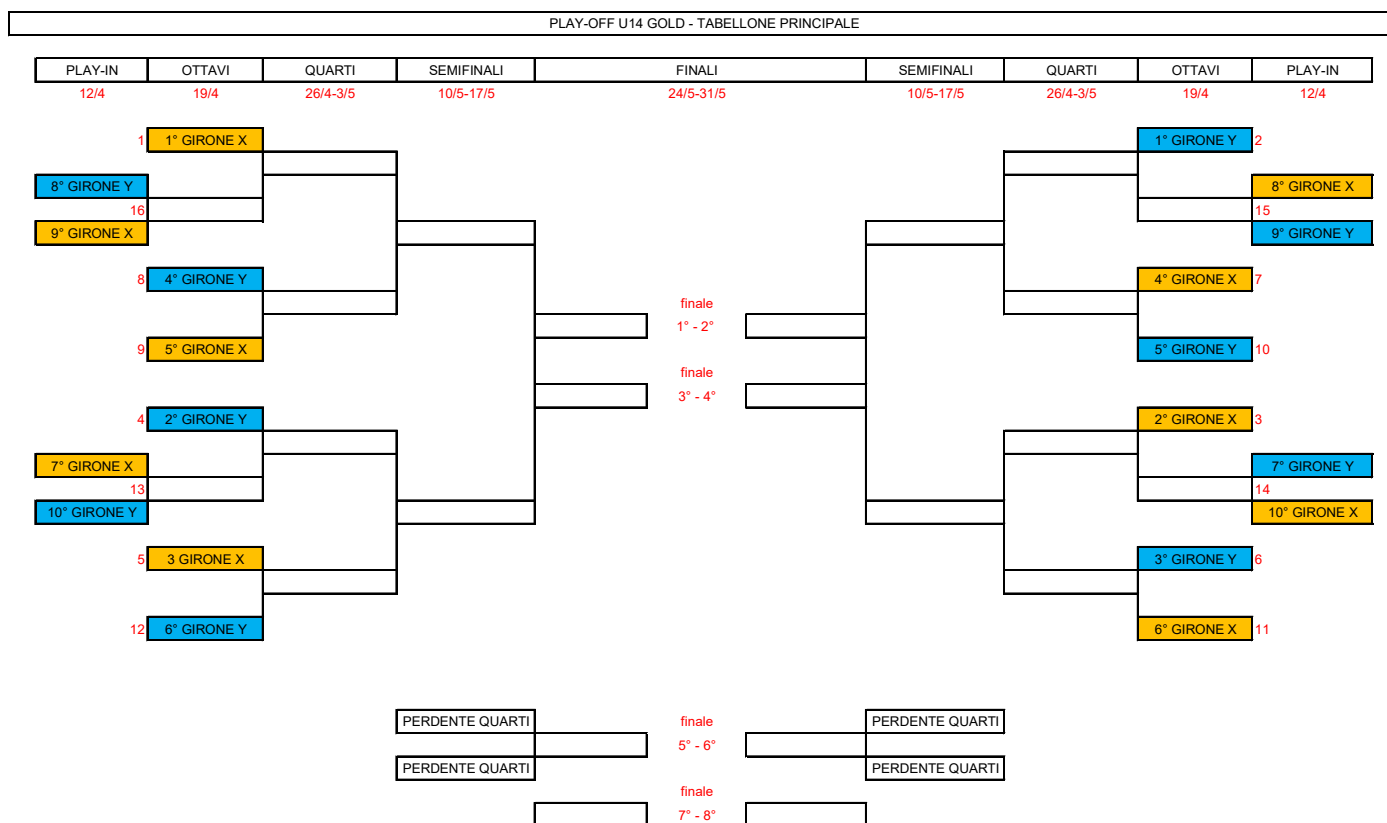 PLAY-OFF U14 GOLD - TABELLONE PRINCIPALE
PLAY-IN OTTAVI QUARTI SEMIFINALI FINALI SEMIFINALI QUARTI OTTAVI PLAY-IN
12/4 19/4 26/4-3/5 10/5-17/5 24/5-31/5 10/5-17/5 26/4-3/5 19/4 12/4
1 1° GIRONE X 1° GIRONE Y 2
8° GIRONE Y 8° GIRONE X
16 15
9° GIRONE X 9° GIRONE Y
8 4° GIRONE Y 4° GIRONE X 7
finale
1° - 2°
9 5° GIRONE X 5° GIRONE Y 10
finale
3° - 4°
4 2° GIRONE Y 2° GIRONE X 3
7° GIRONE X 7° GIRONE Y
13 14
10° GIRONE Y 10° GIRONE X
5 3 GIRONE X 3° GIRONE Y 6
12 6° GIRONE Y 6° GIRONE X 11
PERDENTE QUARTI finale PERDENTE QUARTI
5° - 6°
PERDENTE QUARTI PERDENTE QUARTI
finale
7° - 8°